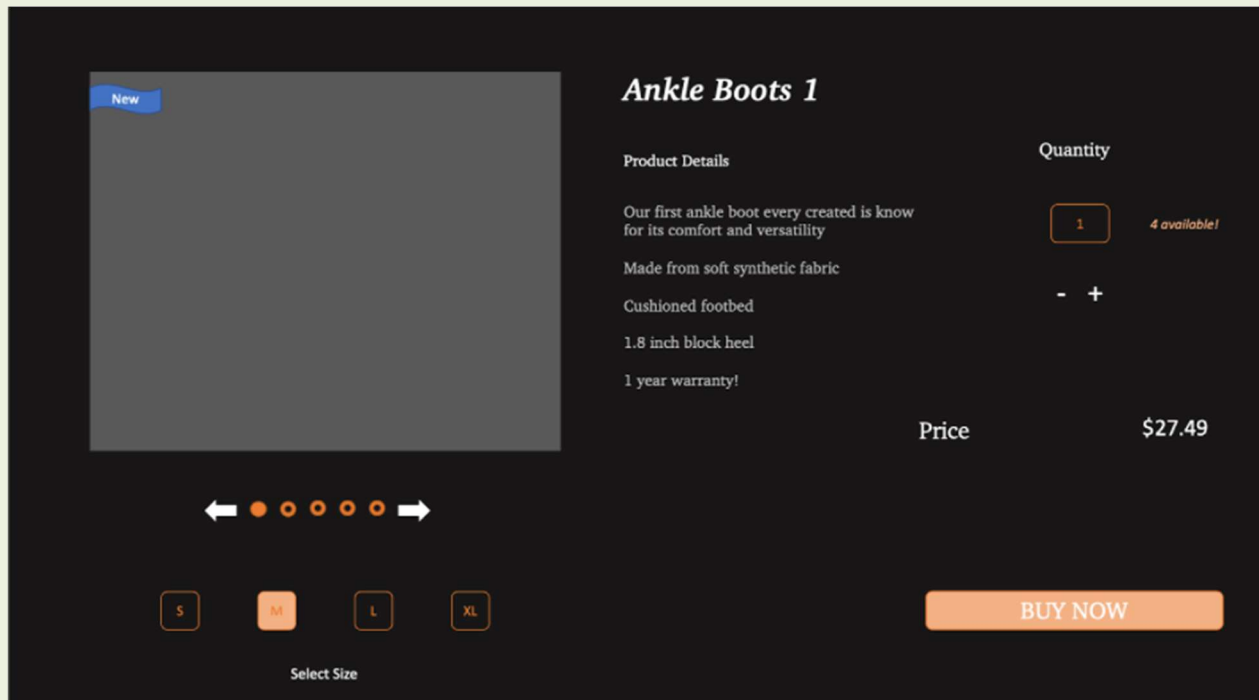 New
Ankle Boots 1
Product Details
Our first ankle boot every created is know
for its comfort and versatility
Made from soft synthetic fabric
Cushioned footbed
1.8 inch block heel
1 year warranty!
Quantity
1
4 available!
- +
Price
$27.49
S
M
L
XL
Select Size
BUY NOW